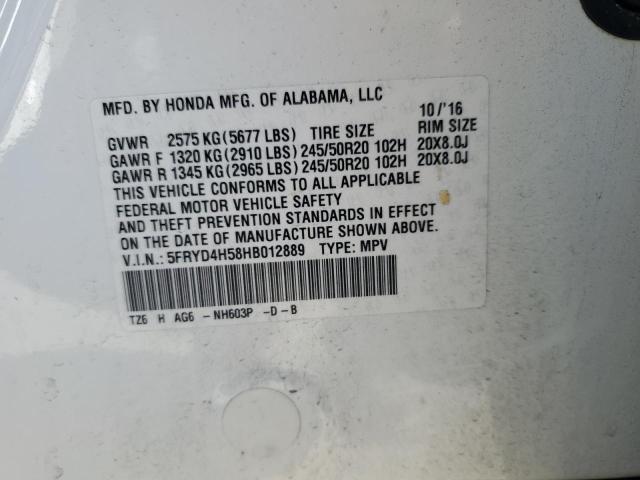 MFD. BY HONDA MFG. OF ALABAMA, LLC 10/'16
GVWR 2575 KG(5677 LBS) TIRE SIZE RIM SIZE
GAWR F 1320 KG(2910 LBS) 245/50R20 102H 20X8.0J
GAWR R 1345 KG(2965 LBS) 245/50R20 102H 20X8.0J
THIS VEHICLE CONFORMS TO ALL APPLICABLE
FEDERAL MOTOR VEHICLE SAFETY
AND THEFT PREVENTION STANDARDS IN EFFECT
ON THE DATE OF MANUFACTURE SHOWN ABOVE.
V.I.N.: 5FRYD4H58HB012889 TYPE: MPV
TZ6 H AG6 - NH603P -D-B